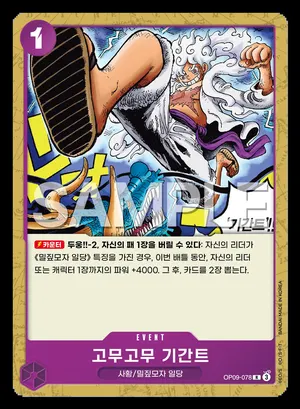 1
SAMPLE
'기간트'!!
카운터 두웅!!-2, 자신의 패 1장을 버릴 수 있다: 자신의 리더가
《밀짚모자 일당》 특징을 가진 경우, 이번 배틀 동안, 자신의 리더
또는 캐릭터 1장까지의 파워 +4000. 그 후, 카드를 2장 뽑는다.
EVENT
고무고무 기간트
사황/밀짚모자 일당
OP09-078 R 3